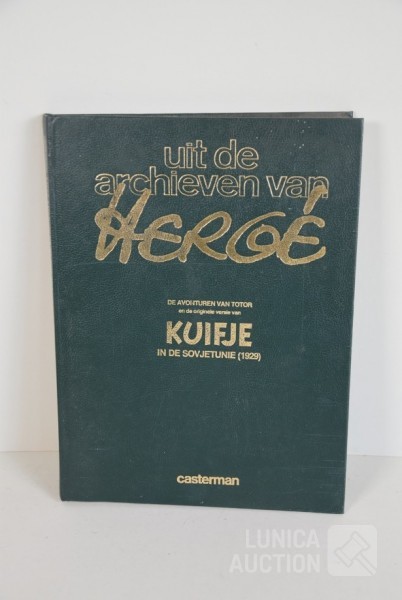 uit de
archieven van
HERGÉ
DE AVONTUREN VAN TOTOR
en de originele versie van
KUIFJE
IN DE SOVJETUNIE (1929)
casterman
LUNICA
AUCTION